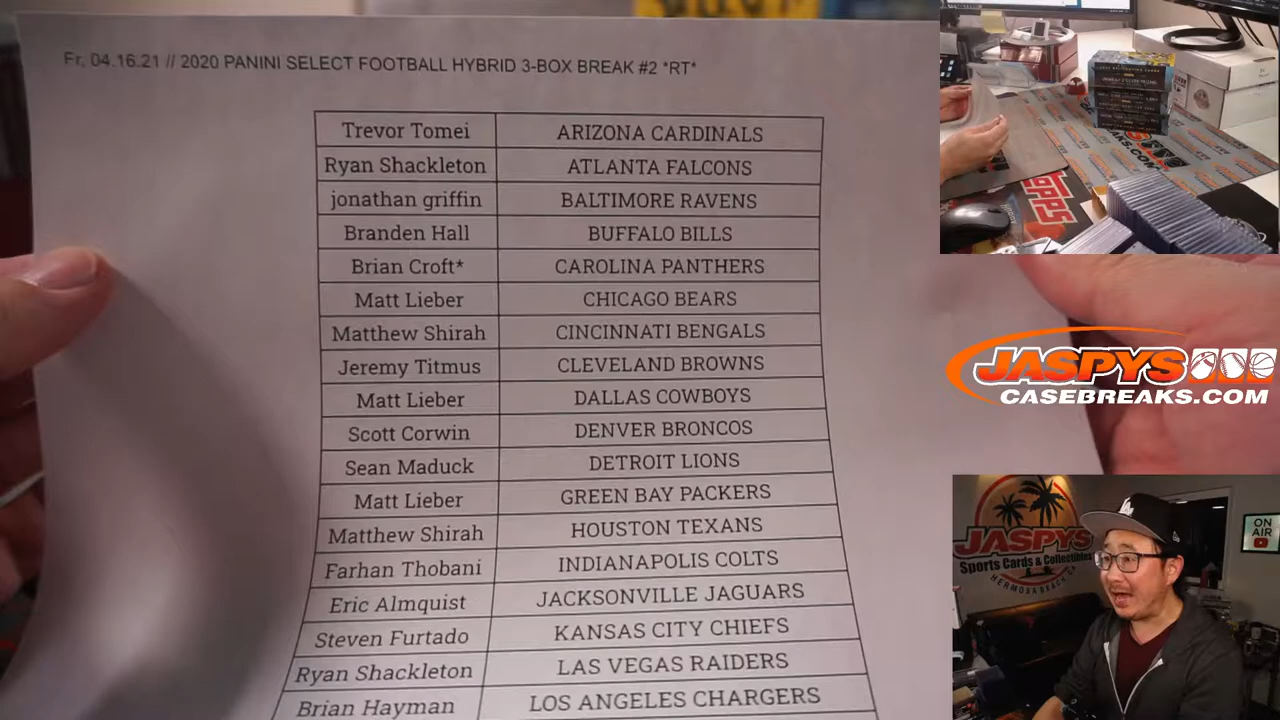 Fr, 04.16.21 // 2020 PANINI SELECT FOOTBALL HYBRID 3-BOX BREAK #2 *RT*
Trevor Tomei ARIZONA CARDINALS
Ryan Shackleton ATLANTA FALCONS
jonathan griffin BALTIMORE RAVENS
Branden Hall BUFFALO BILLS
Brian Croft* CAROLINA PANTHERS
Matt Lieber CHICAGO BEARS
Matthew Shirah CINCINNATI BENGALS
Jeremy Titmus CLEVELAND BROWNS
Matt Lieber DALLAS COWBOYS
Scott Corwin DENVER BRONCOS
Sean Maduck DETROIT LIONS
Matt Lieber GREEN BAY PACKERS
Matthew Shirah HOUSTON TEXANS
Farhan Thobani INDIANAPOLIS COLTS
Eric Almquist JACKSONVILLE JAGUARS
Steven Furtado KANSAS CITY CHIEFS
Ryan Shackleton LAS VEGAS RAIDERS
Brian Hayman LOS ANGELES CHARGERS
TOPPS
JASPYS
CASEBREAKS.COM
JASPYS
Sports Cards & Collectibles
HERMOSA BEACH CA
ON
AIR